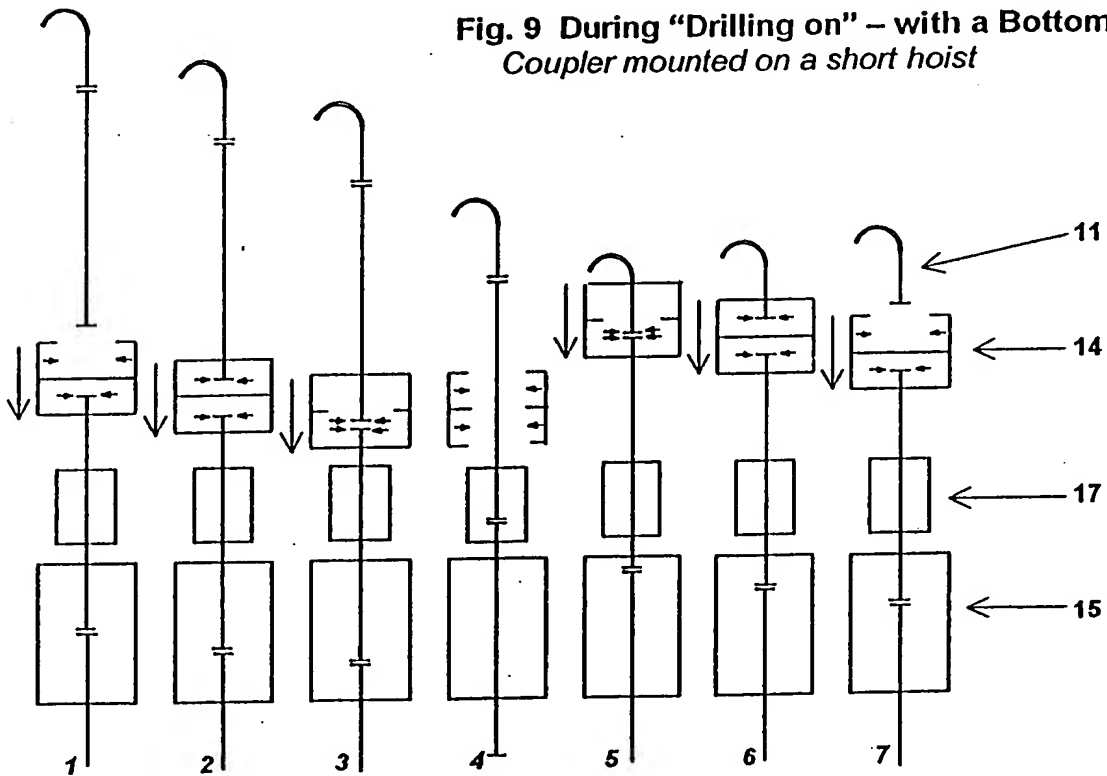 Fig. 9 During "Drilling on" – with a Bottom
Coupler mounted on a short hoist
11
14
17
15
1 2 3 4 5 6 7